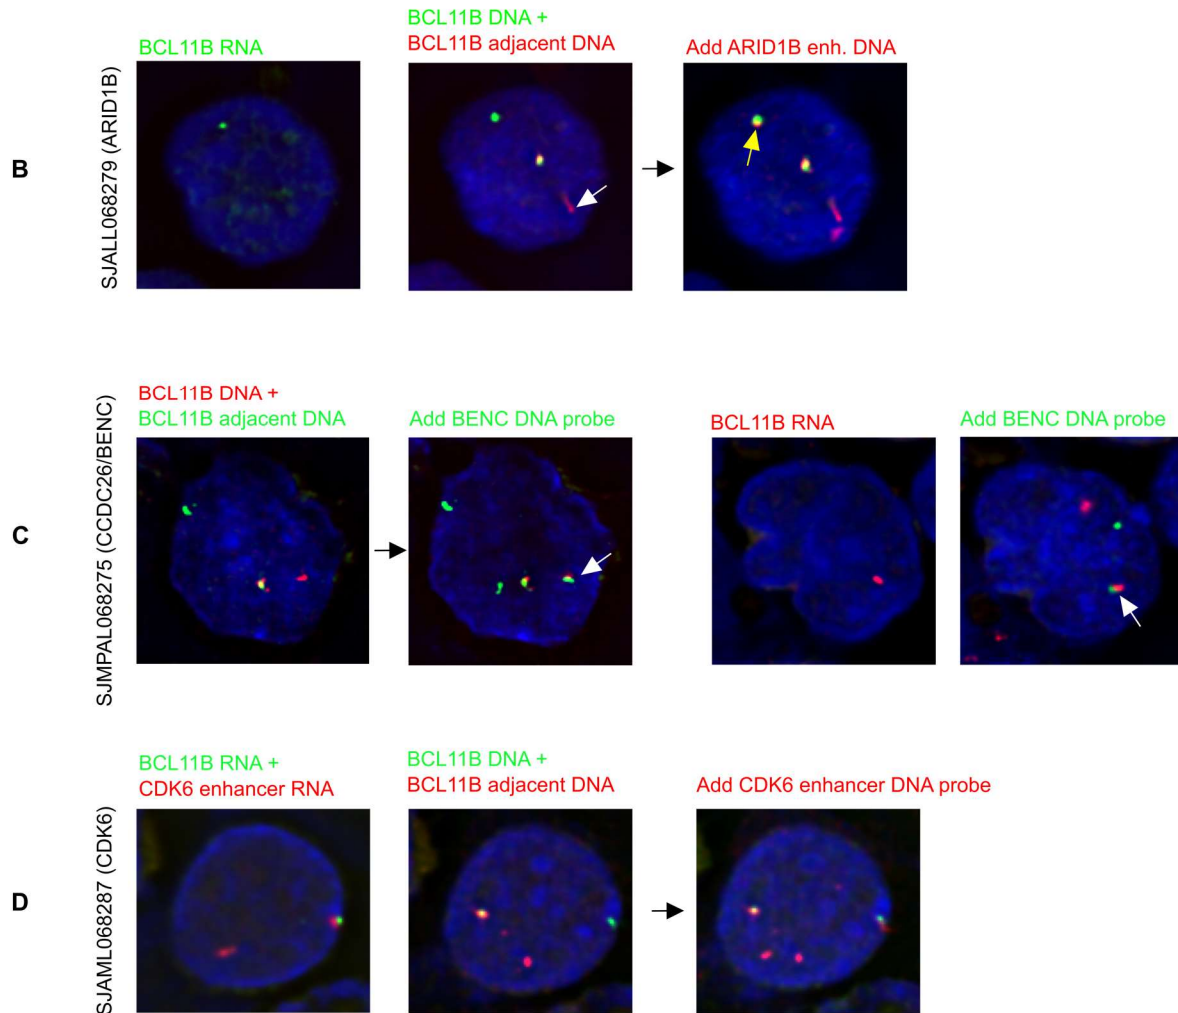 B
SJALL068279 (ARID1B)
BCL11B RNA
BCL11B DNA +
BCL11B adjacent DNA
Add ARID1B enh. DNA
C
SJMPAL068275 (CCDC26/BENC)
BCL11B DNA +
BCL11B adjacent DNA
Add BENC DNA probe
BCL11B RNA
Add BENC DNA probe
D
SJAML068287 (CDK6)
BCL11B RNA +
CDK6 enhancer RNA
BCL11B DNA +
BCL11B adjacent DNA
Add CDK6 enhancer DNA probe